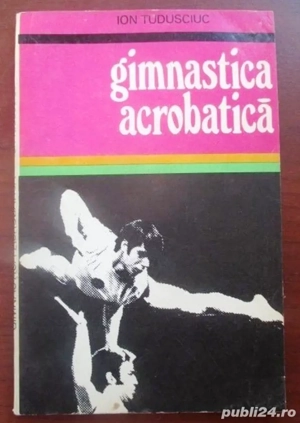 ION TUDUSCIUC
gimnastica
acrobatică
publi24.ro